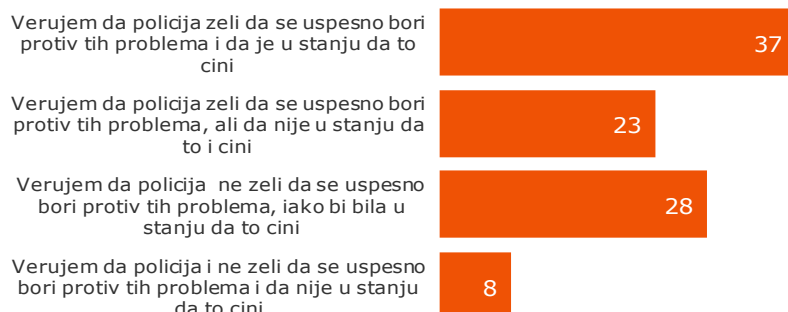 Verujem da policija zeli da se uspesno bori
protiv tih problema i da je u stanju da to
cini
37
Verujem da policija zeli da se uspesno bori
protiv tih problema, ali da nije u stanju da
to i cini
23
Verujem da policija ne zeli da se uspesno
bori protiv tih problema, iako bi bila u
stanju da to cini
28
Verujem da policija i ne zeli da se uspesno
bori protiv tih problema i da nije u stanju
da to cini
8